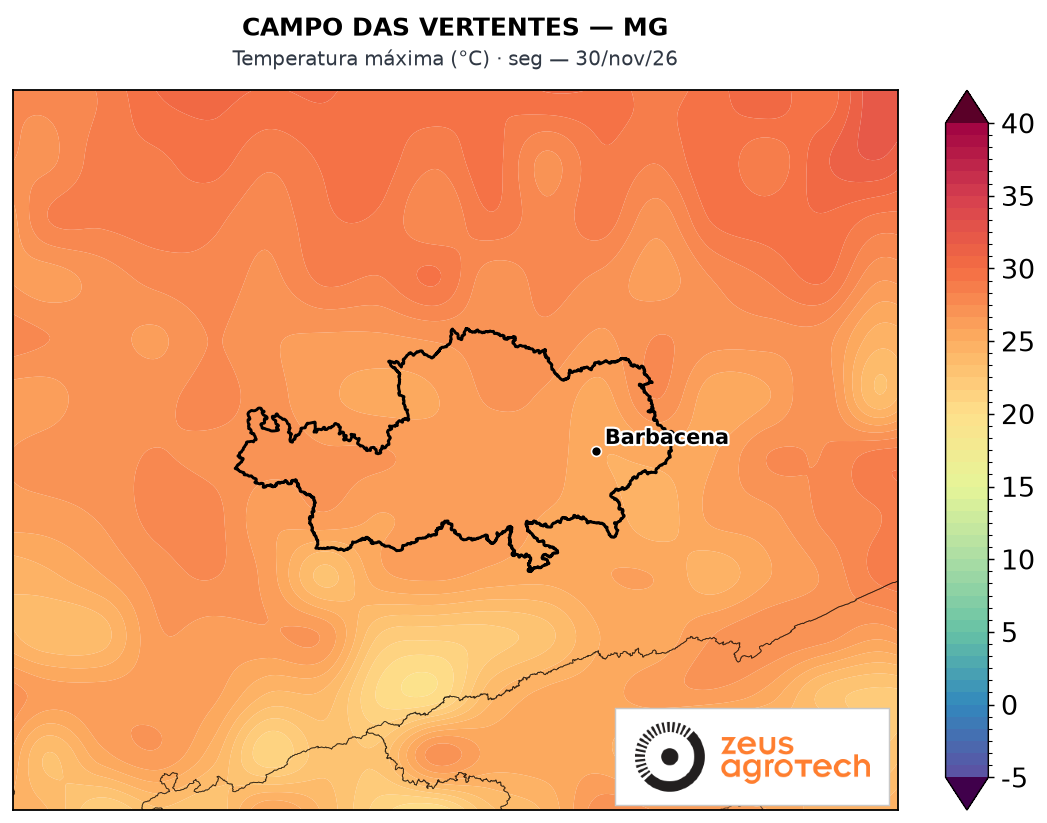 CAMPO DAS VERTENTES — MG
Temperatura máxima (°C) · seg — 30/nov/26
40
35
30
25
20
15
10
5
0
-5
Barbacena
zeus
agrotech